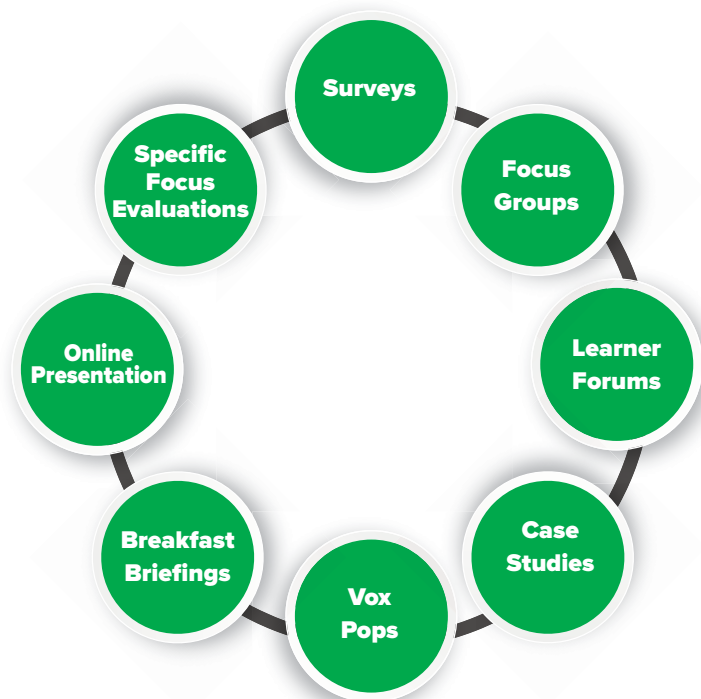 Surveys
Focus
Groups
Learner
Forums
Case
Studies
Vox
Pops
Breakfast
Briefings
Online
Presentation
Specific
Focus
Evaluations